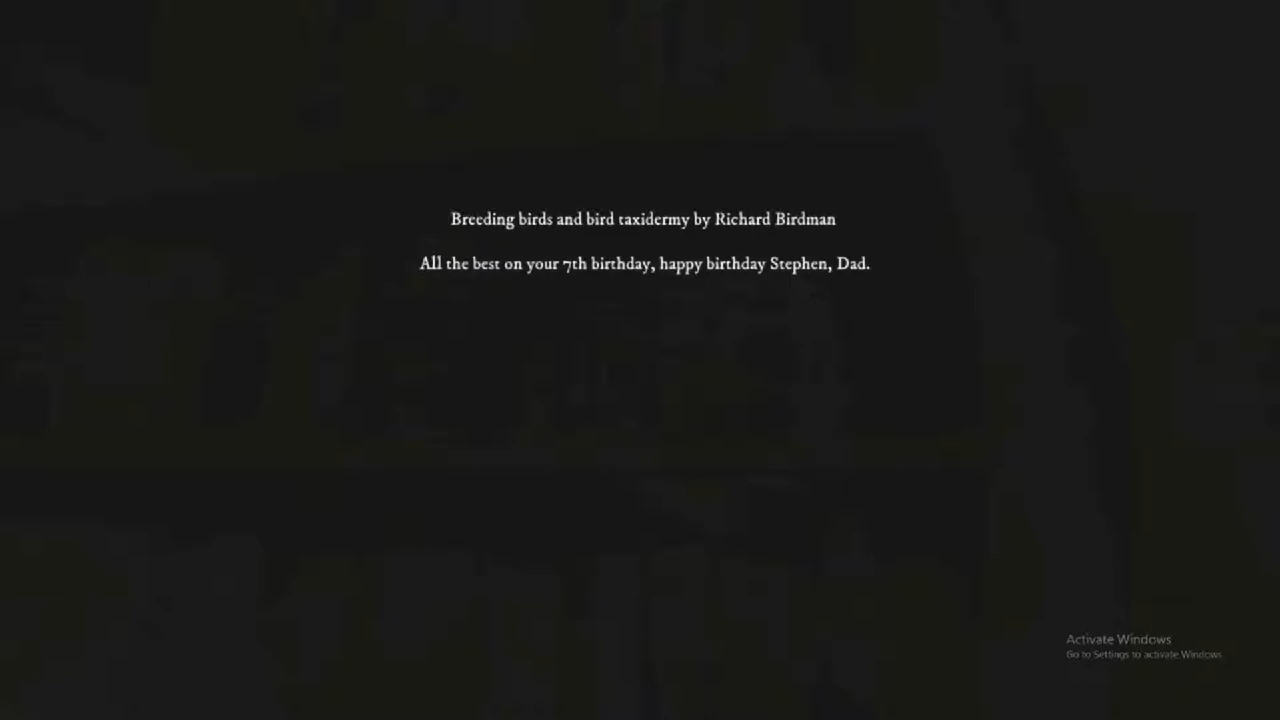 Breeding birds and bird taxidermy by Richard Birdman
All the best on your 7th birthday, happy birthday Stephen, Dad.
Activate Windows
Go to Settings to activate Windows.